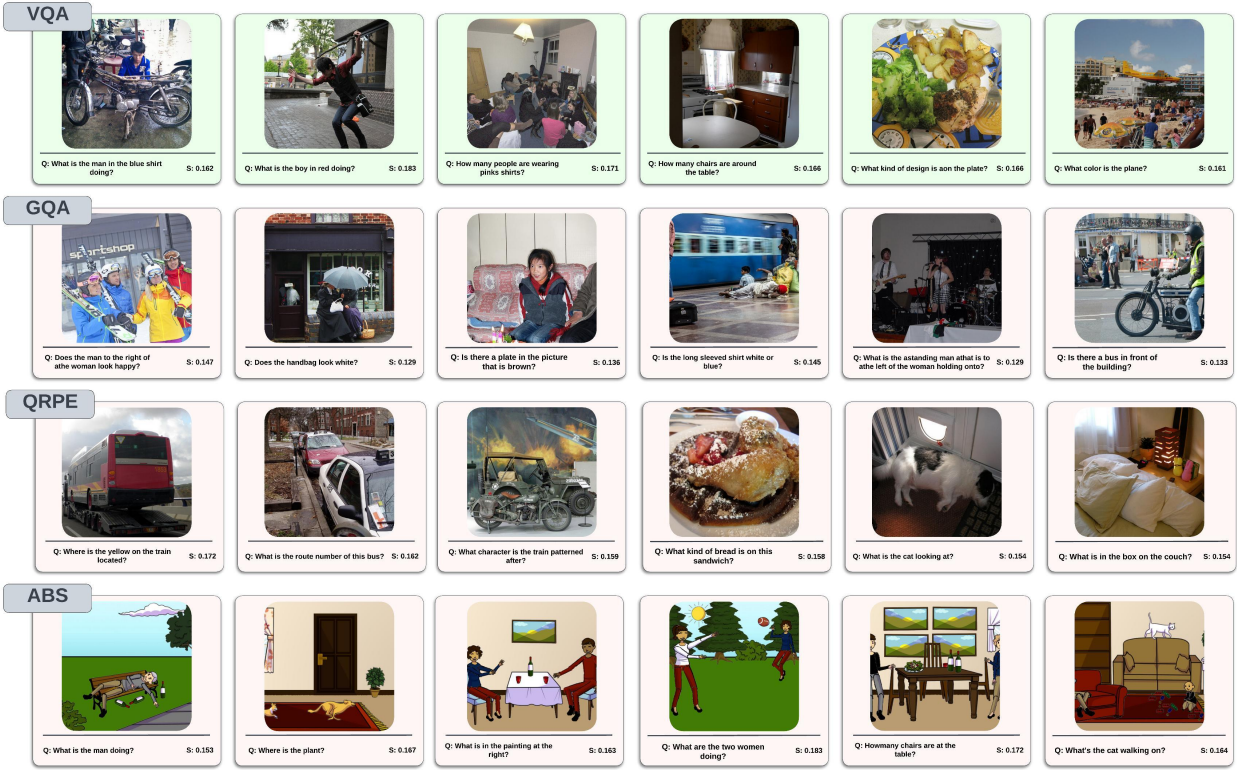 VQA
Q: What is the man in the blue shirt
doing?
S: 0.162
Q: What is the boy in red doing?
S: 0.183
Q: How many people are wearing
pinks shirts?
S: 0.171
Q: How many chairs are around
the table?
S: 0.166
Q: What kind of design is aon the plate?
S: 0.166
Q: What color is the plane?
S: 0.161
GQA
sportshop
Q: Does the man to the right of
athe woman look happy?
S: 0.147
Q: Does the handbag look white?
S: 0.129
Q: Is there a plate in the picture
that is brown?
S: 0.136
Q: Is the long sleeved shirt white or
blue?
S: 0.145
Q: What is the astanding man athat is to
athe left of the woman holding onto?
S: 0.129
Q: Is there a bus in front of
the building?
S: 0.133
QRPE
Q: Where is the yellow on the train
located?
S: 0.172
Q: What is the route number of this bus?
S: 0.162
Q: What character is the train patterned
after?
S: 0.159
Q: What kind of bread is on this
sandwich?
S: 0.158
Q: What is the cat looking at?
S: 0.154
Q: What is in the box on the couch?
S: 0.154
ABS
Q: What is the man doing?
S: 0.153
Q: Where is the plant?
S: 0.167
Q: What is in the painting at the
right?
S: 0.163
Q: What are the two women
doing?
S: 0.183
Q: Howmany chairs are at the
table?
S: 0.172
Q: What's the cat walking on?
S: 0.164